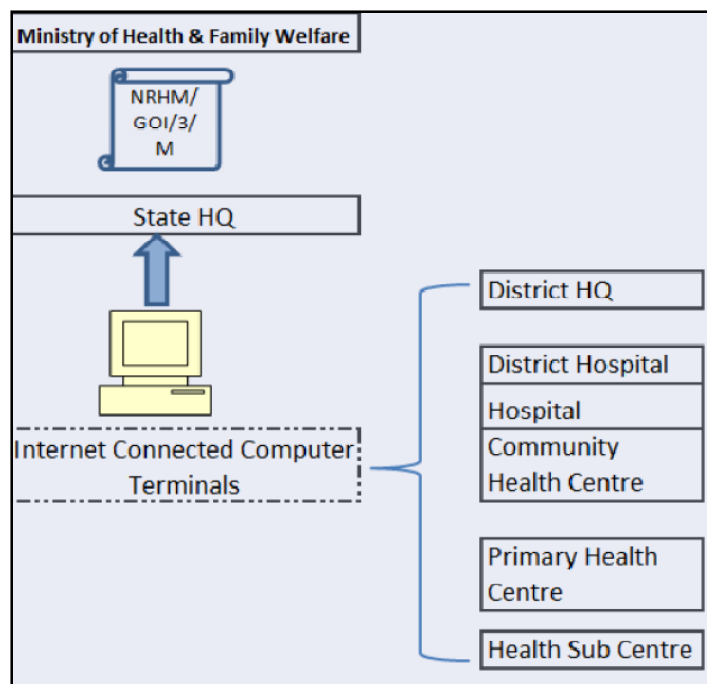 Ministry of Health & Family Welfare
NRHM/
GOI/3/
M
State HQ
Internet Connected Computer
Terminals
District HQ
District Hospital
Hospital
Community
Health Centre
Primary Health
Centre
Health Sub Centre